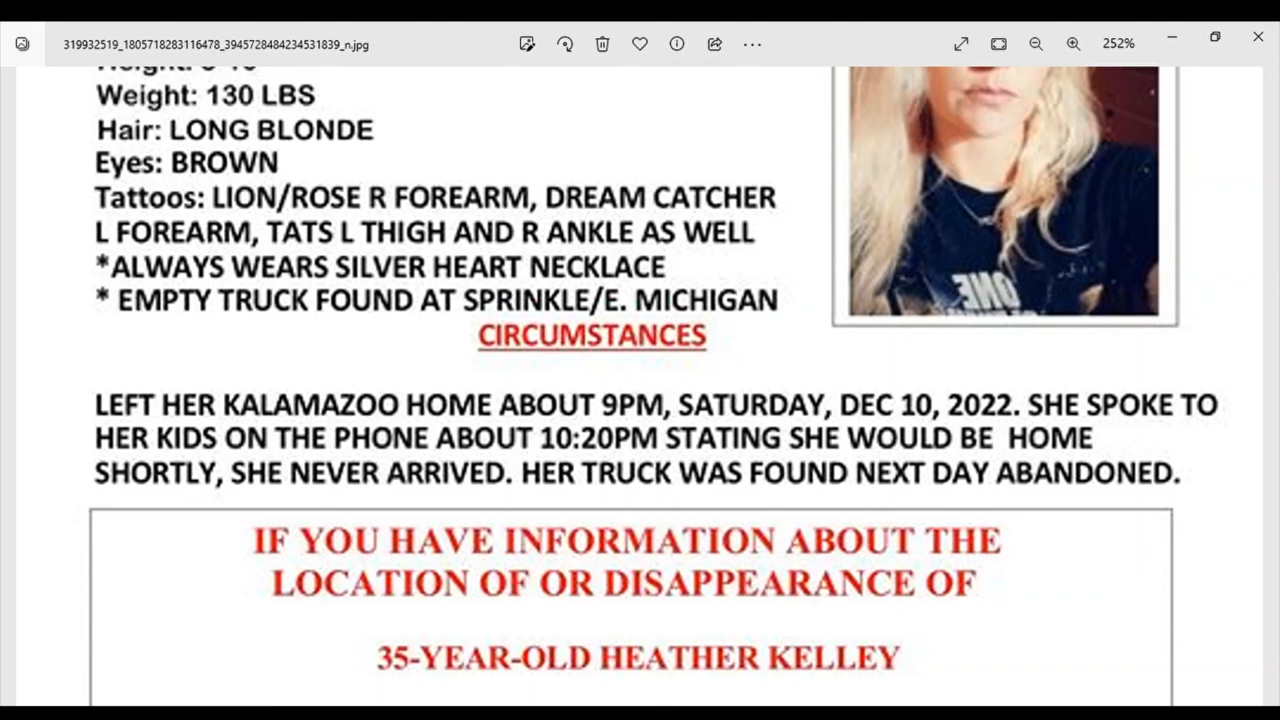 319932519_1805718283116478_3945728484234531839_n.jpg
252%
Weight: 130 LBS
Hair: LONG BLONDE
Eyes: BROWN
Tattoos: LION/ROSE R FOREARM, DREAM CATCHER
L FOREARM, TATS L THIGH AND R ANKLE AS WELL
*ALWAYS WEARS SILVER HEART NECKLACE
* EMPTY TRUCK FOUND AT SPRINKLE/E. MICHIGAN
ONE
CIRCUMSTANCES
LEFT HER KALAMAZOO HOME ABOUT 9PM, SATURDAY, DEC 10, 2022. SHE SPOKE TO
HER KIDS ON THE PHONE ABOUT 10:20PM STATING SHE WOULD BE HOME
SHORTLY, SHE NEVER ARRIVED. HER TRUCK WAS FOUND NEXT DAY ABANDONED.
IF YOU HAVE INFORMATION ABOUT THE
LOCATION OF OR DISAPPEARANCE OF
35-YEAR-OLD HEATHER KELLEY